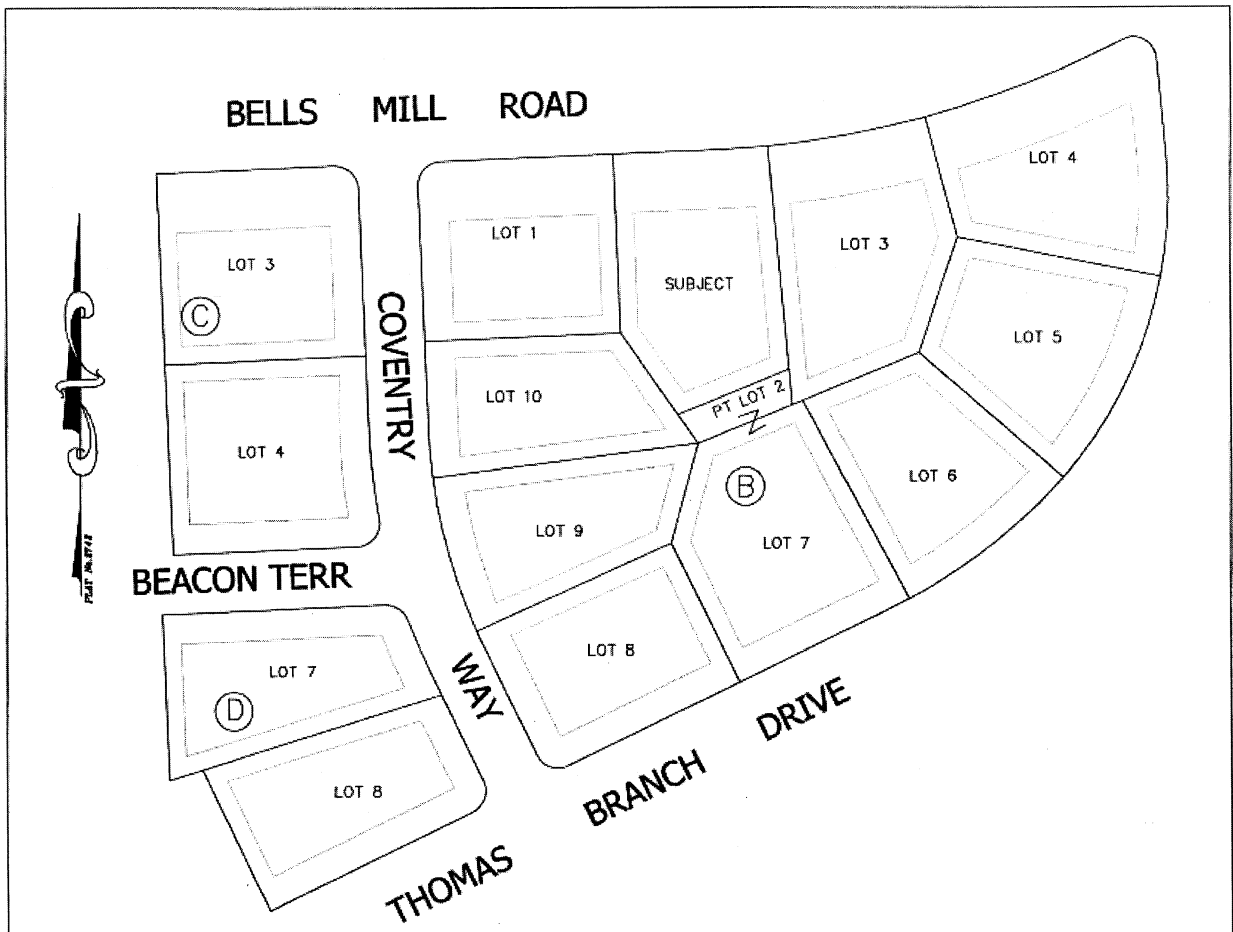 BELLS MILL ROAD
LOT 4
LOT 1
LOT 3
LOT 3
SUBJECT
C
COVENTRY
LOT 5
PT LOT 2
Z
LOT 10
LOT 4
B
LOT 6
LOT 9
LOT 7
BEACON TERR
LOT 8
LOT 7
WAY
D
DRIVE
LOT 8
BRANCH
THOMAS